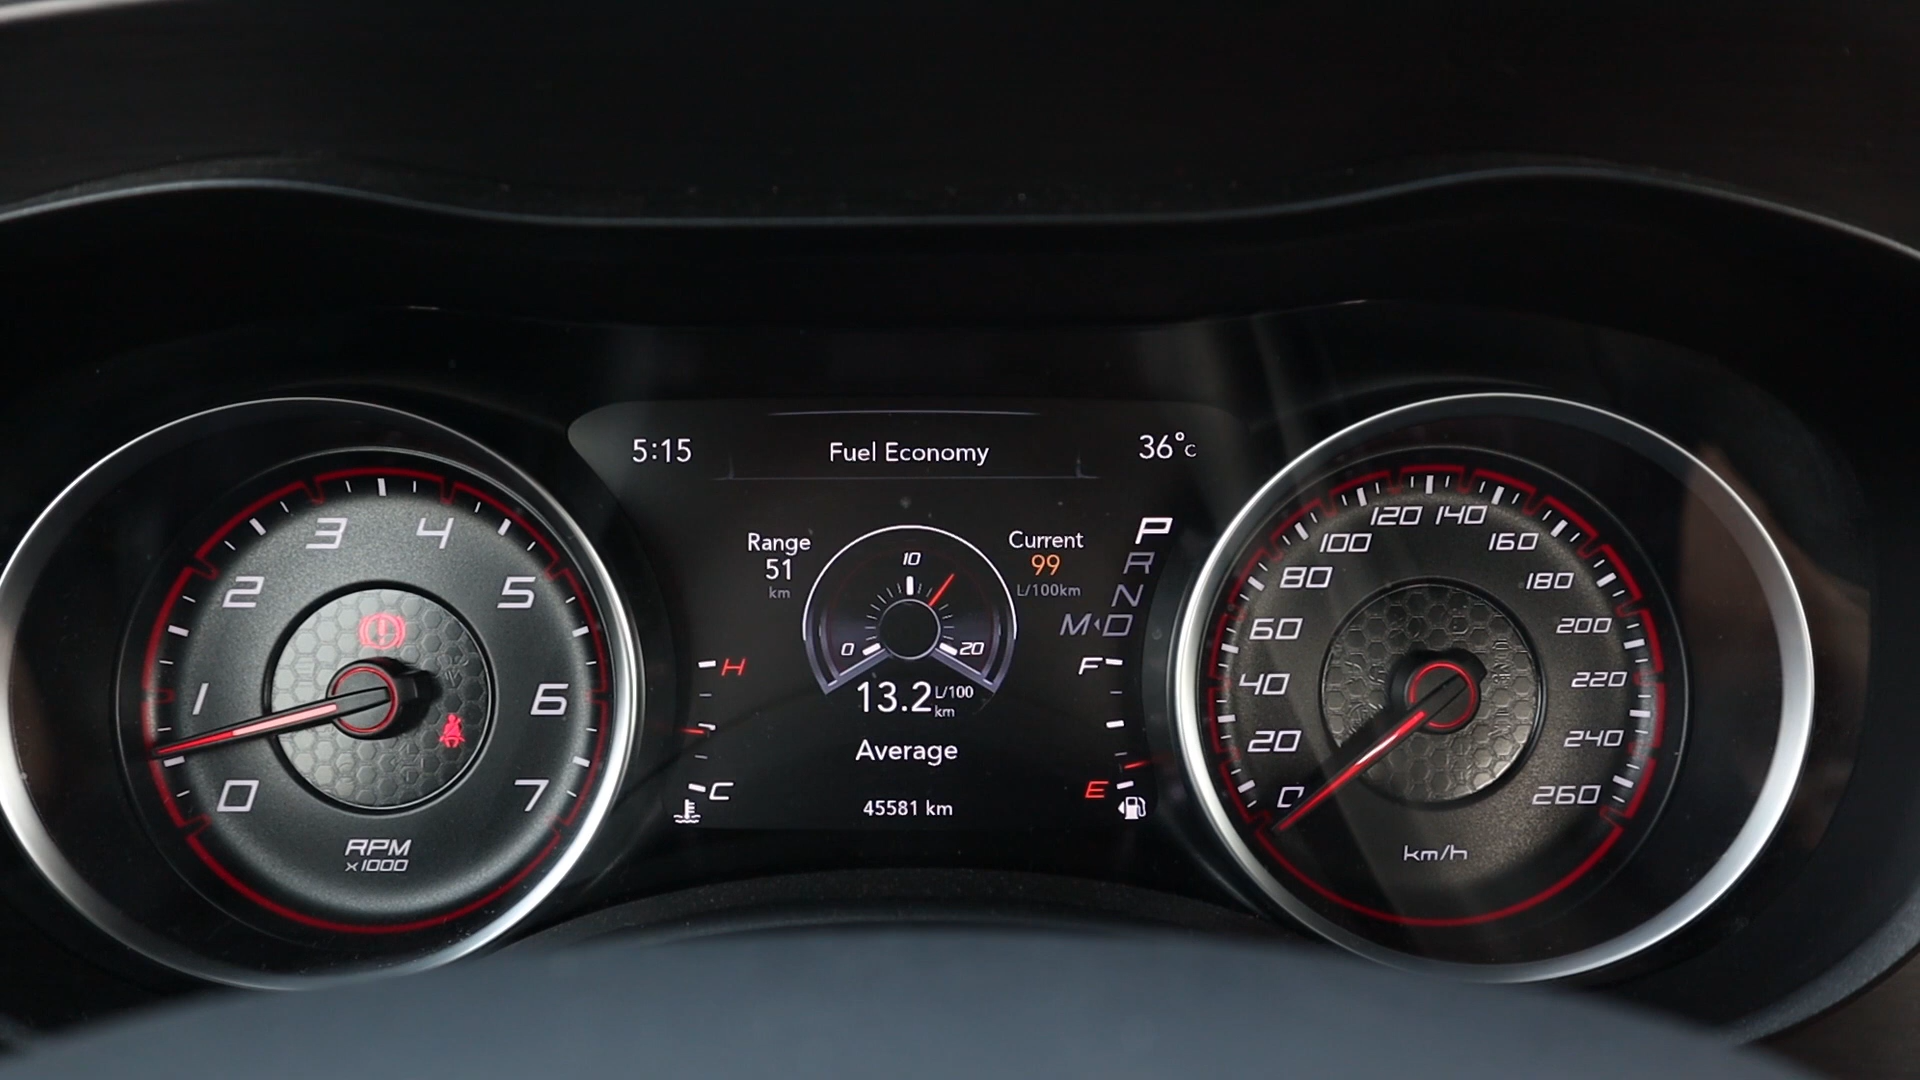 5:15
Fuel Economy
36°C
Range
51
km
Current
99
L/100km
10
0
20
13.2 L/100 km
Average
45581 km
P
R
N
M D
H
C
F
E
0
1
2
3
4
5
6
7
RPM
x1000
0
20
40
60
80
100
120
140
160
180
200
220
240
260
km/h